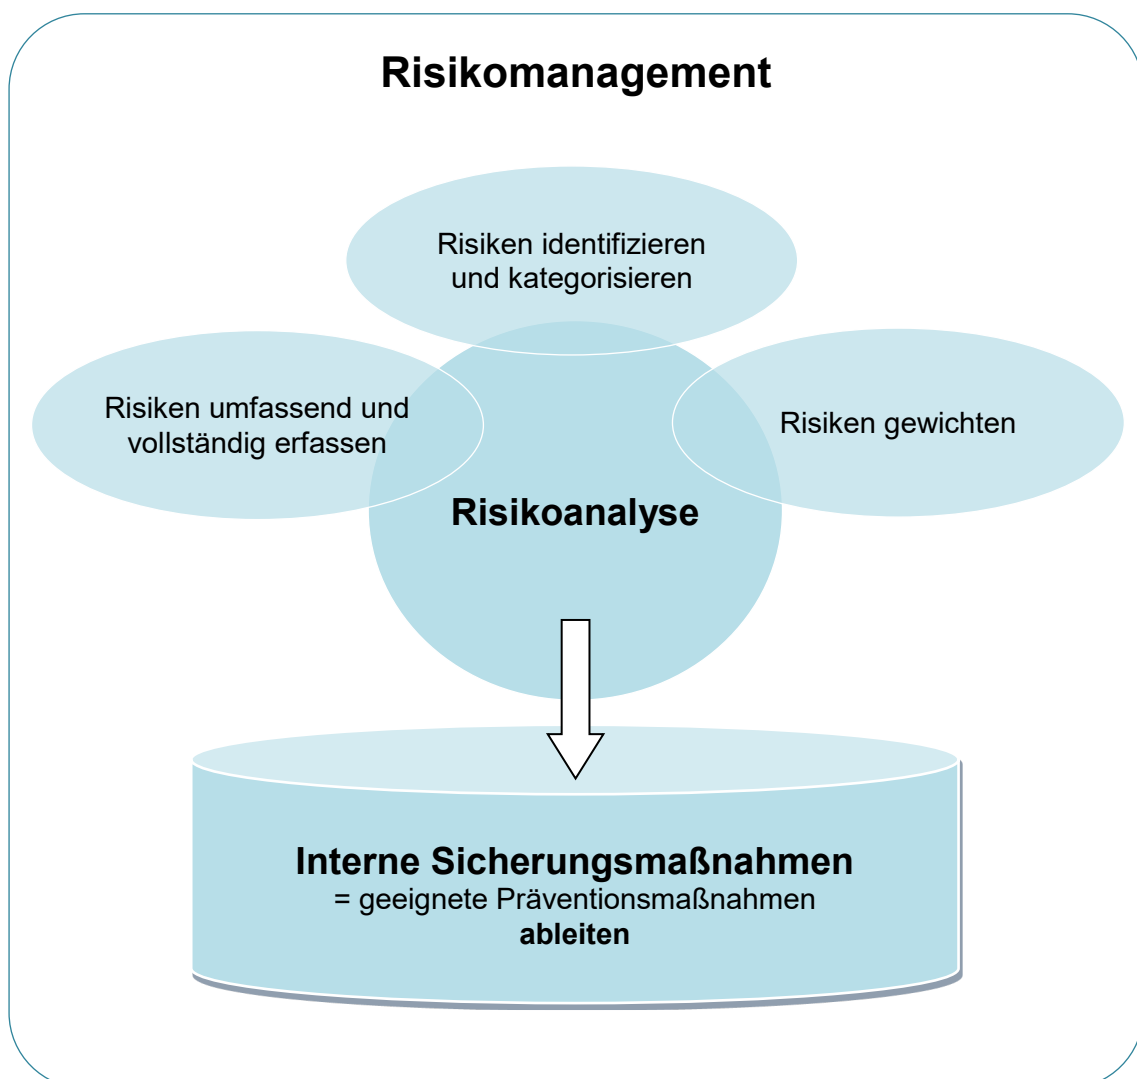 Risikomanagement
Risiken identifizieren
und kategorisieren
Risiken umfassend und
vollständig erfassen
Risiken gewichten
Risikoanalyse
Interne Sicherungsmaßnahmen
= geeignete Präventionsmaßnahmen
ableiten